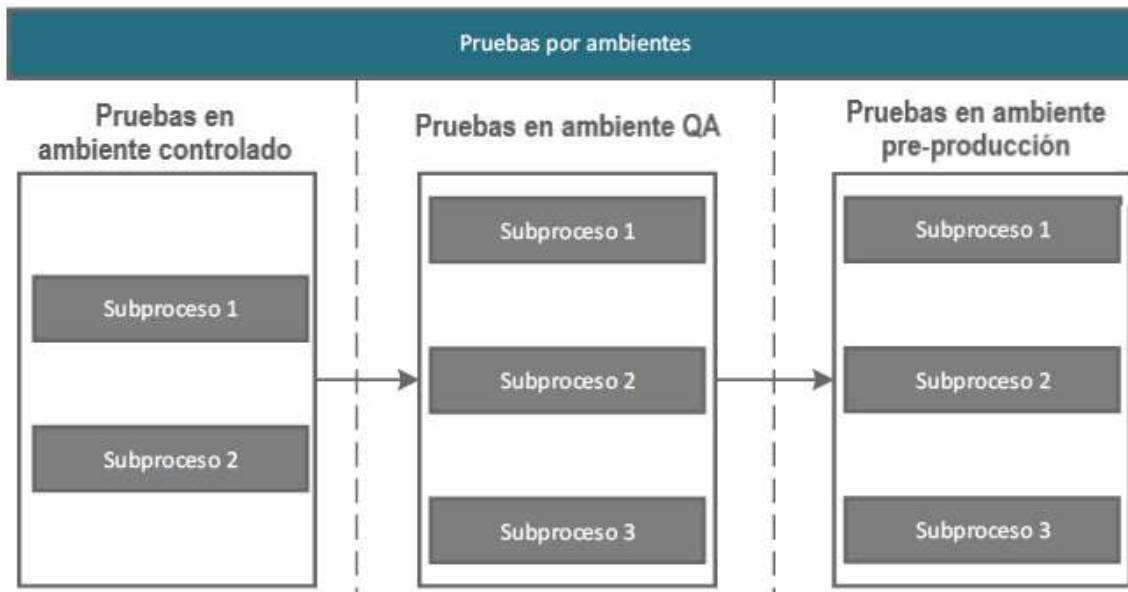 Pruebas por ambientes
Pruebas en
ambiente controlado
Subproceso 1
Subproceso 2
Pruebas en ambiente QA
Subproceso 1
Subproceso 2
Subproceso 3
Pruebas en ambiente
pre-producción
Subproceso 1
Subproceso 2
Subproceso 3